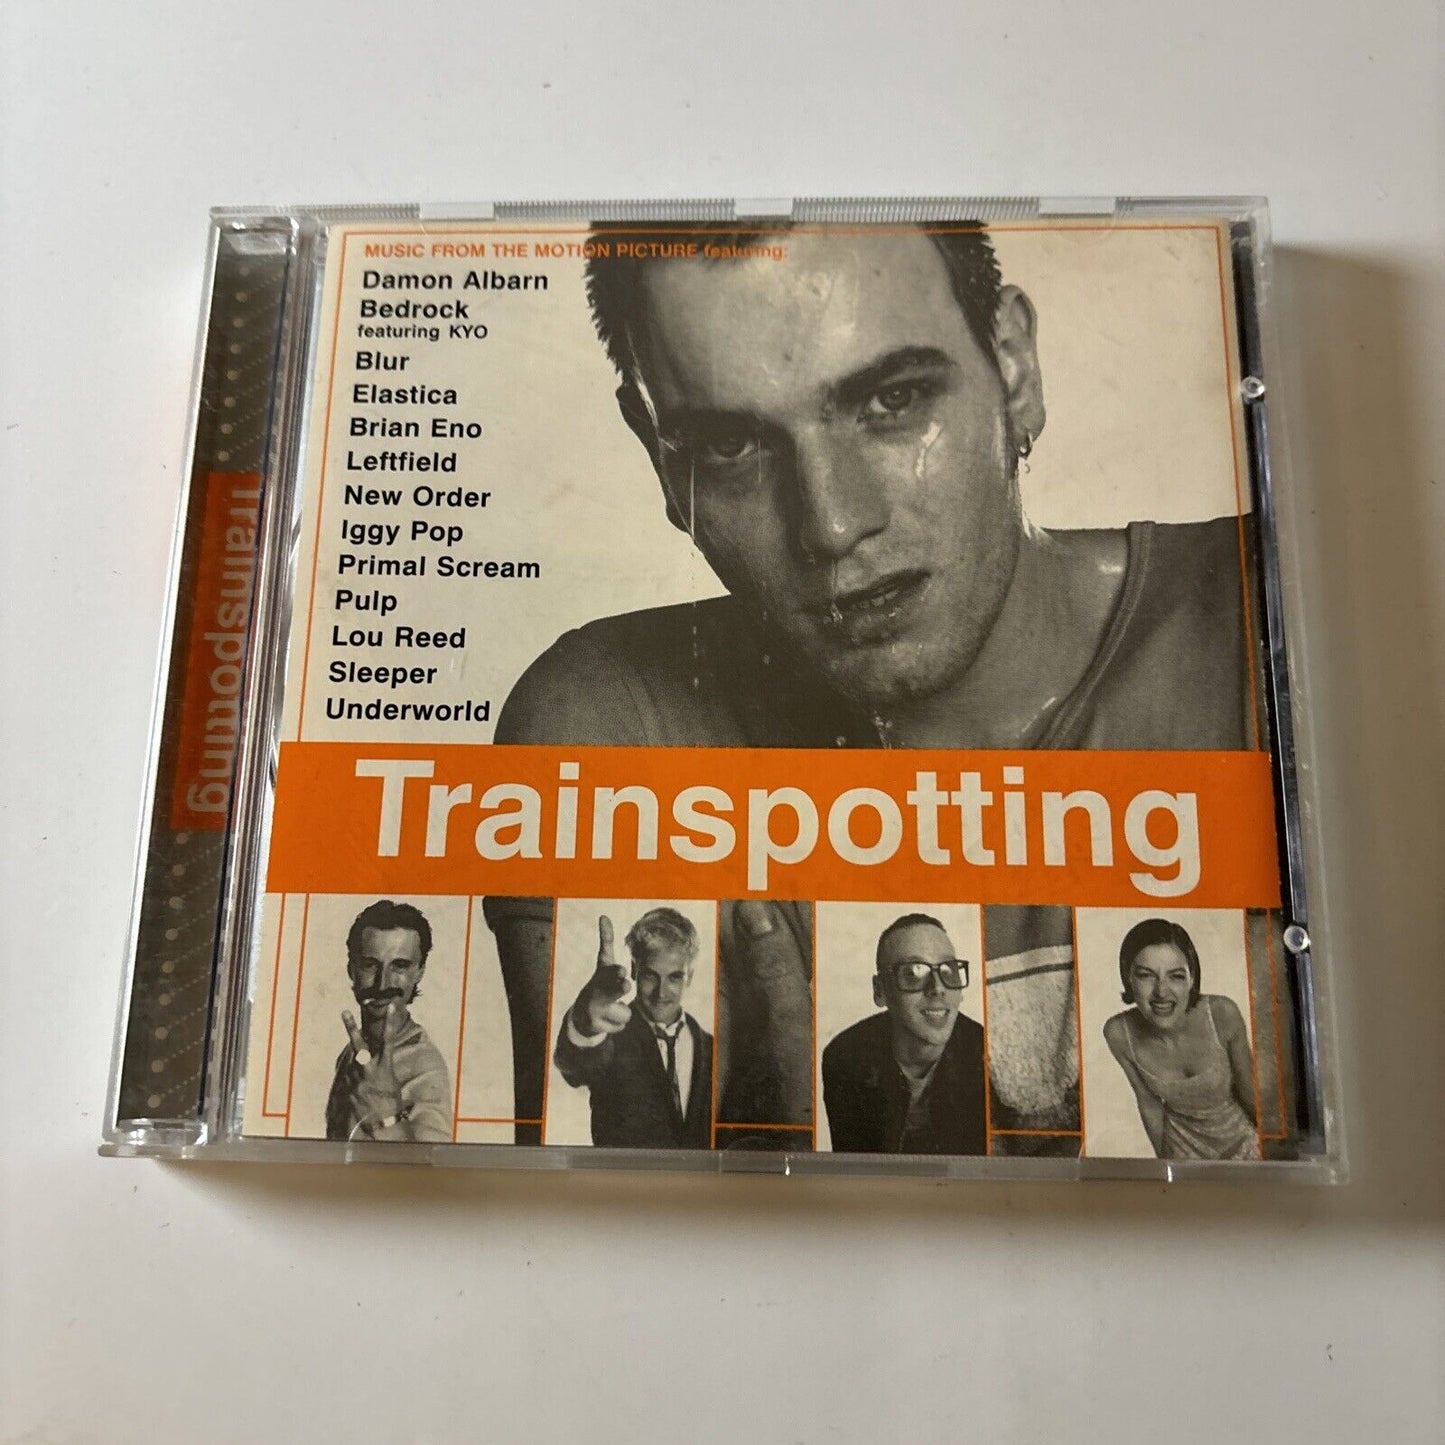 MUSIC FROM THE MOTION PICTURE featuring:
Damon Albarn
Bedrock
featuring KYO
Blur
Elastica
Brian Eno
Leftfield
New Order
Iggy Pop
Primal Scream
Pulp
Lou Reed
Sleeper
Underworld
Trainspotting
Trainspotting